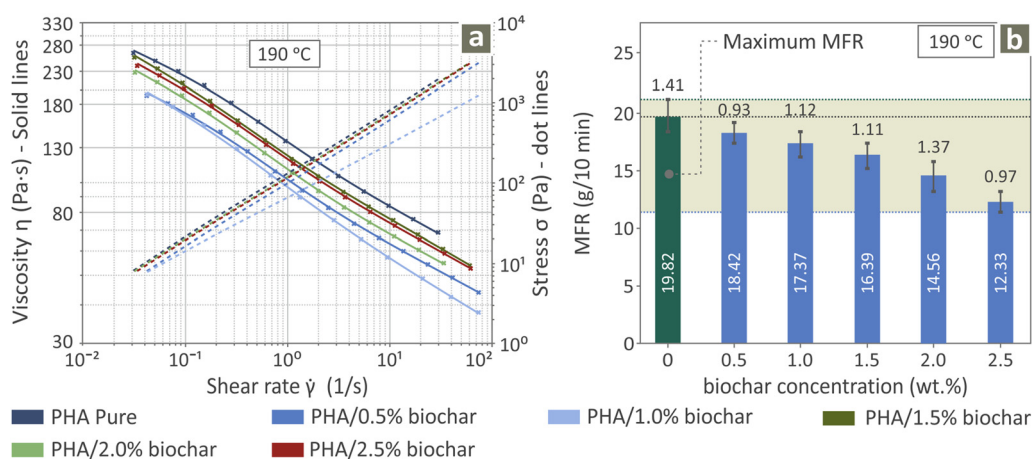 330
280
230
180
130
80
30
Viscosity η (Pa·s) - Solid lines
190 °C
a
10⁴
10³
10²
10¹
10⁰
Stress σ (Pa) - dot lines
10⁻² 10⁻¹ 10⁰ 10¹ 10²
Shear rate γ̇ (1/s)
25
20
15
10
5
0
MFR (g/10 min)
Maximum MFR
190 °C
b
1.41 0.93 1.12 1.11 1.37 0.97
19.82 18.42 17.37 16.39 14.56 12.33
0 0.5 1.0 1.5 2.0 2.5
biochar concentration (wt.%)
PHA Pure PHA/0.5% biochar PHA/1.0% biochar PHA/1.5% biochar
PHA/2.0% biochar PHA/2.5% biochar